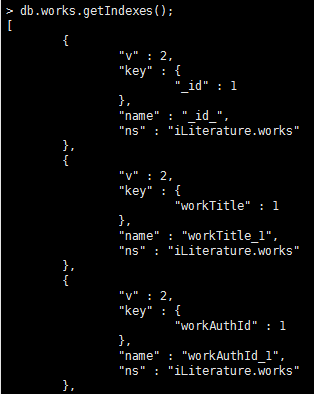 > db.works.getIndexes();
[
        {
                "v" : 2,
                "key" : {
                        "_id" : 1
                },
                "name" : "_id_",
                "ns" : "iLiterature.works"
        },
        {
                "v" : 2,
                "key" : {
                        "workTitle" : 1
                },
                "name" : "workTitle_1",
                "ns" : "iLiterature.works"
        },
        {
                "v" : 2,
                "key" : {
                        "workAuthId" : 1
                },
                "name" : "workAuthId_1",
                "ns" : "iLiterature.works"
        },